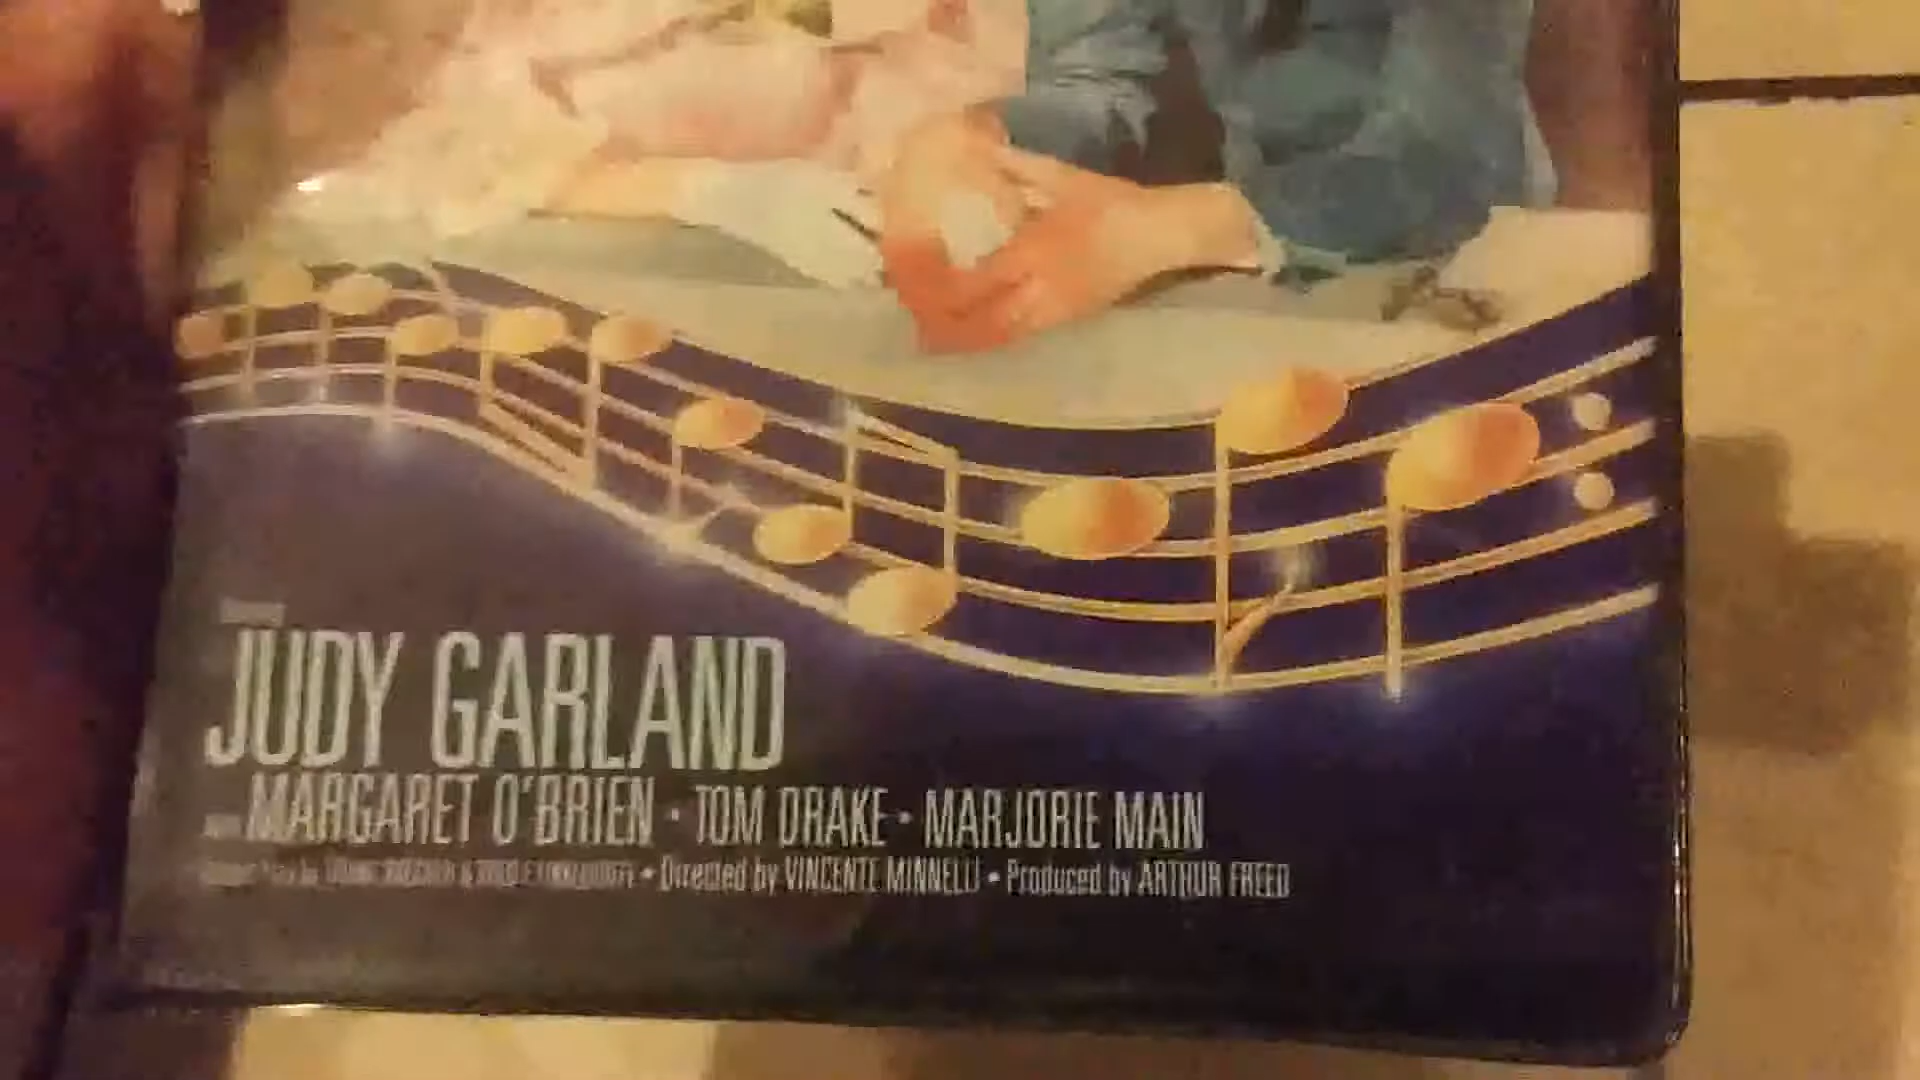 JUDY GARLAND
MARGARET O'BRIEN · TOM DRAKE · MARJORIE MAIN
• Directed by VINCENTE MINNELLI • Produced by ARTHUR FREED